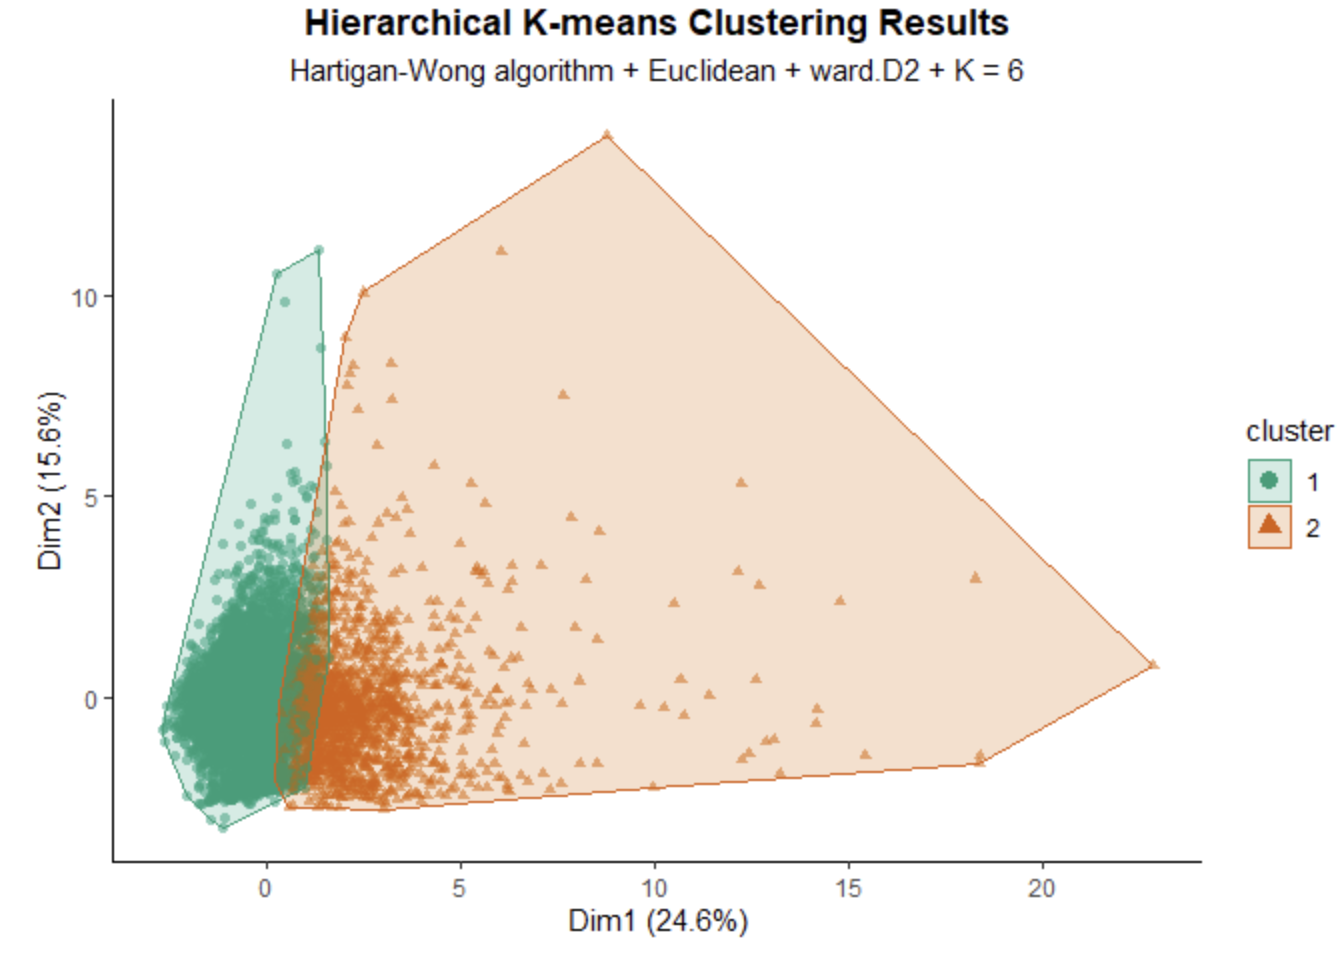 Hierarchical K-means Clustering Results
Hartigan-Wong algorithm + Euclidean + ward.D2 + K = 6
10
5
0
Dim2 (15.6%)
0 5 10 15 20
Dim1 (24.6%)
cluster
1
2